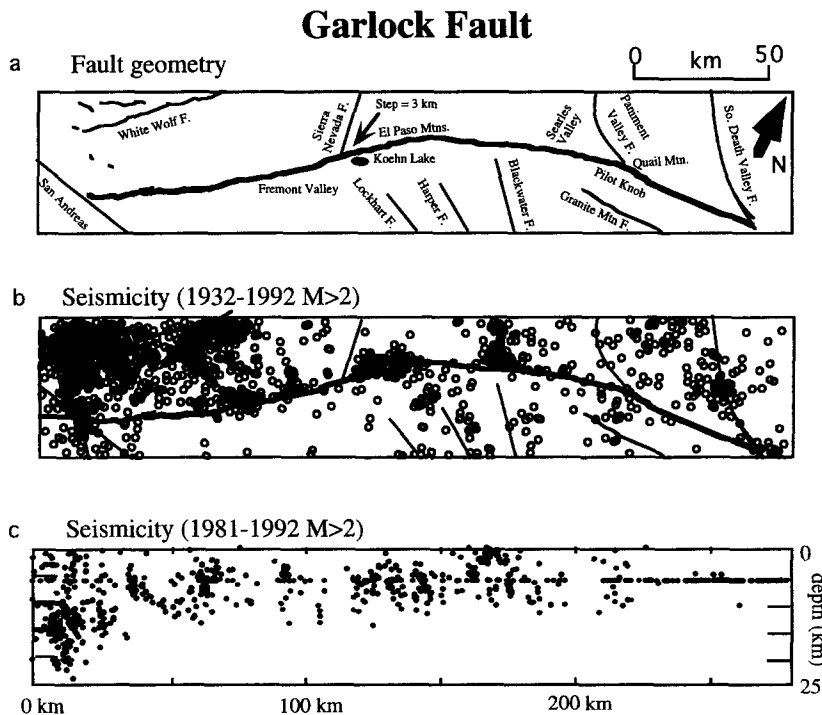 Garlock Fault
a Fault geometry
0 km 50
White Wolf F.
Sierra Nevada F.
Step = 3 km
El Paso Mtns.
Koehn Lake
Searles Valley
Paniment Valley F.
So. Death Valley F.
N
Quail Mtn.
Pilot Knob
San Andreas
Fremont Valley
Lockhart F.
Harper F.
Blackwater F.
Granite Mtn F.
b Seismicity (1932-1992 M>2)
c Seismicity (1981-1992 M>2)
0
depth (km)
25
0 km 100 km 200 km